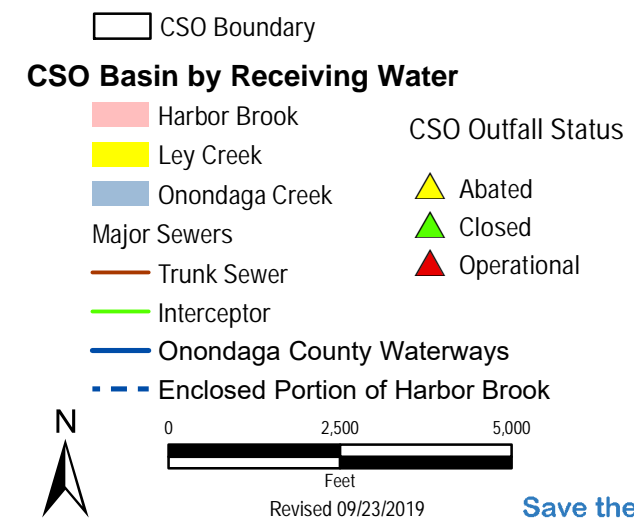 CSO Boundary
CSO Basin by Receiving Water
Harbor Brook
Ley Creek
Onondaga Creek
Major Sewers
Trunk Sewer
Interceptor
Onondaga County Waterways
Enclosed Portion of Harbor Brook
CSO Outfall Status
Abated
Closed
Operational
N
0 2,500 5,000
Feet
Revised 09/23/2019
Save the